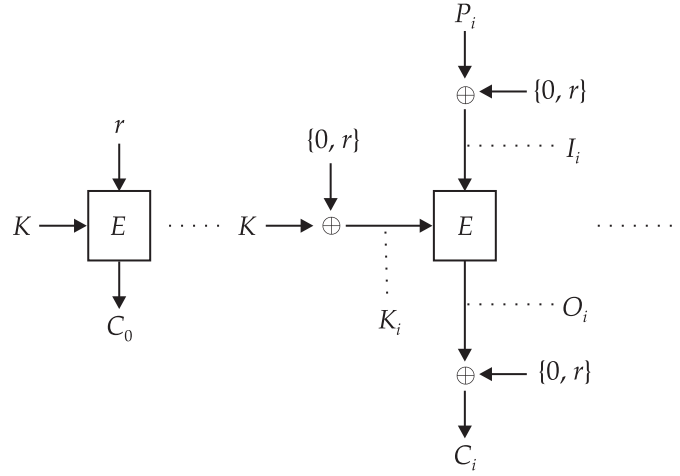 P_i
{0, r}
r
{0, r}
I_i
K
E
K
E
K_i
O_i
C_0
{0, r}
C_i